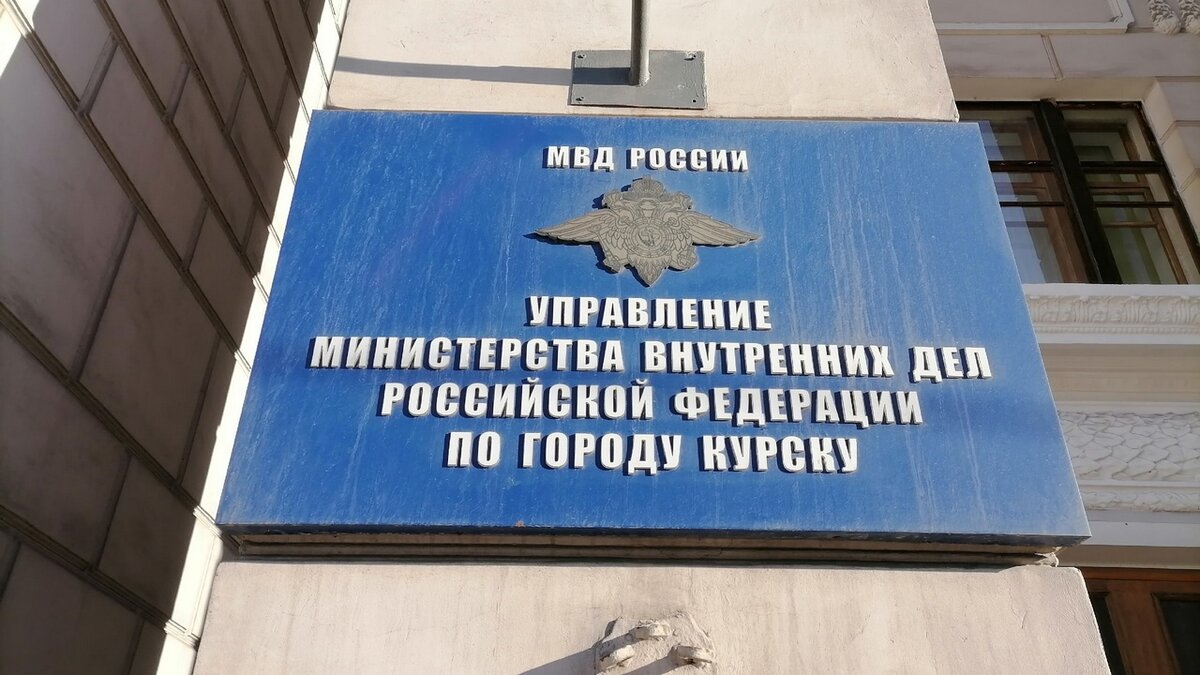 МВД РОССИИ
УПРАВЛЕНИЕ
МИНИСТЕРСТВА ВНУТРЕННИХ ДЕЛ
РОССИЙСКОЙ ФЕДЕРАЦИИ
ПО ГОРОДУ КУРСКУ